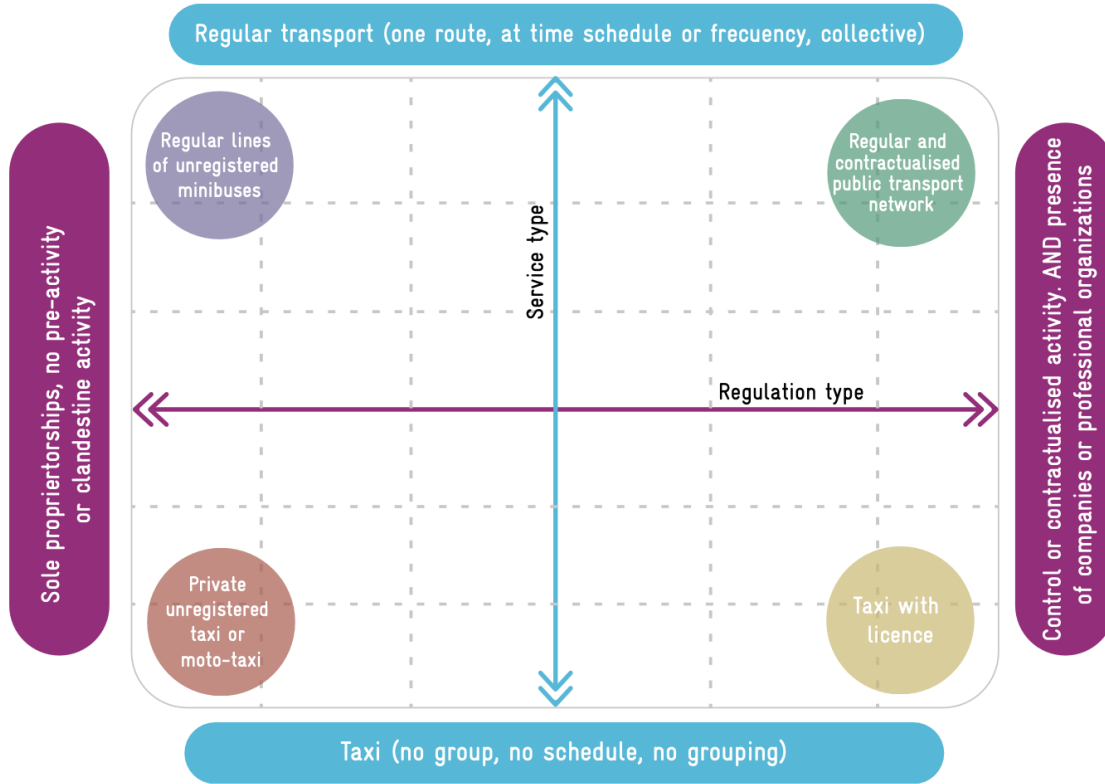 Regular transport (one route, at time schedule or frecuency, collective)
Regular lines
of unregistered
minibuses
Regular and
contractualised
public transport
network
Service type
Regulation type
Sole propriertorships, no pre-activity
or clandestine activity
Control or contractualised activity. AND presence
of companies or professional organizations
Private
unregistered
taxi or
moto-taxi
Taxi with
licence
Taxi (no group, no schedule, no grouping)